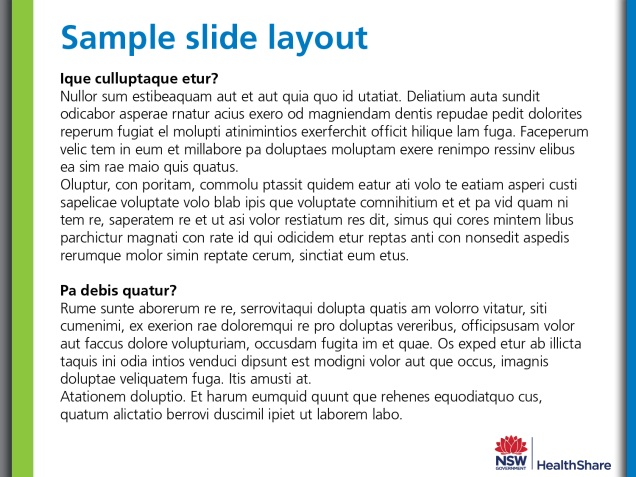 Sample slide layout
Ique culluptaque etur?
Nullor sum estibeaquam aut et aut quia quo id utatiat. Deliatium auta sundit
odicabor asperae rnatur acius exero od magniendam dentis repudae pedit dolorites
reperum fugiat el molupti atinimintios exerferchit officit hilique lam fuga. Faceperum
velic tem in eum et millabore pa doluptaes moluptam exere renimpo ressinv elibus
ea sim rae maio quis quatus.
Oluptur, con poritam, commolu ptassit quidem eatur ati volo te eatiam asperi custi
sapelicae voluptate volo blab ipis que voluptate comnihitium et et pa vid quam ni
tem re, saperatem re et ut asi volor restiatum res dit, simus qui cores mintem libus
parchictur magnati con rate id qui odicidem etur reptas anti con nonsedit aspedis
rerumque molor simin reptate cerum, sinctiat eum etus.
Pa debis quatur?
Rume sunte aborerum re re, serrovitaqui dolupta quatis am volorro vitatur, siti
cumenimi, ex exerion rae doloremqui re pro doluptas vereribus, officipsusam volor
aut faccus dolore volupturiam, occusdam fugita im et quae. Os exped etur ab illicta
taquis ini odia intios venduci dipsunt est modigni volor aut que occus, imagnis
doluptae veliquatem fuga. Itis amusti at.
Atationem doluptio. Et harum eumquid quunt que rehenes equodiatquo cus,
quatum alictatio berrovi duscimil ipiet ut laborem labo.
NSW
GOVERNMENT
HealthShare